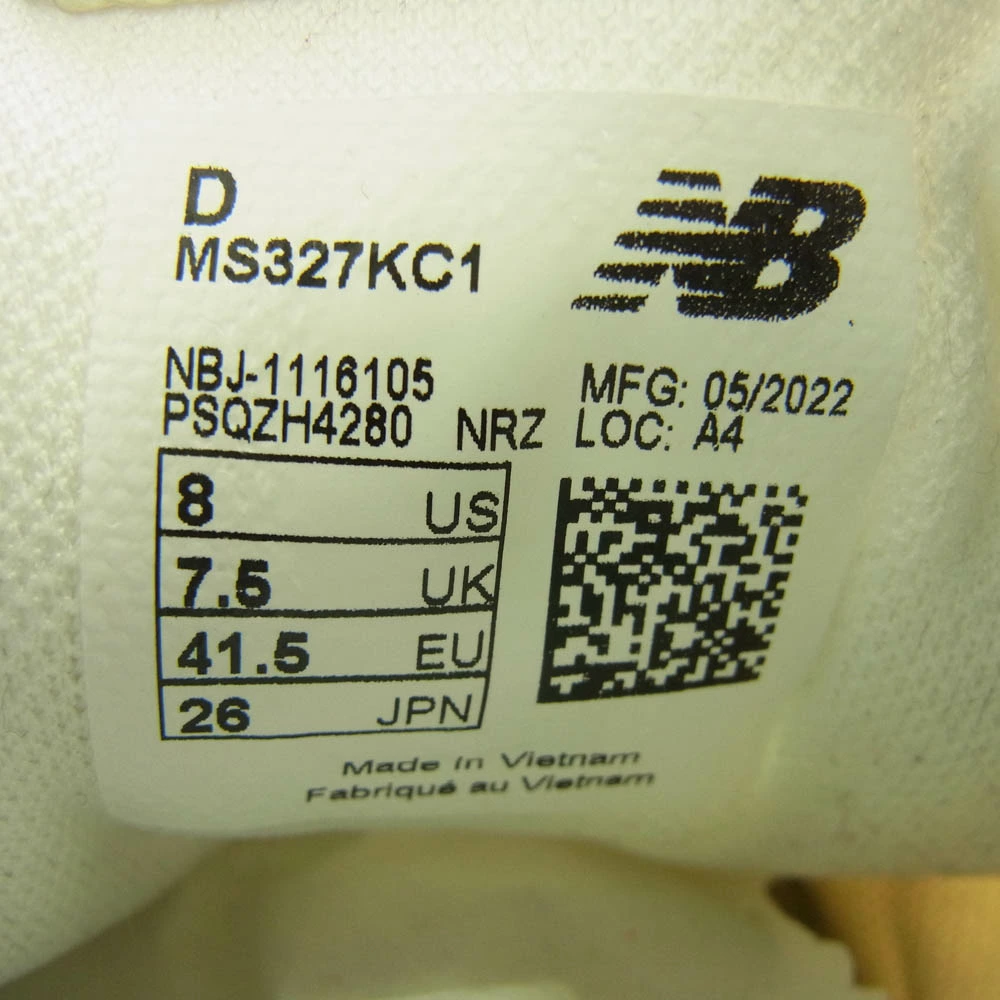 D
MS327KC1
NB
NBJ-1116105
PSQZH4280 NRZ
MFG: 05/2022
LOC: A4
8 US
7.5 UK
41.5 EU
26 JPN
Made in Vietnam
Fabriqué au Vietnam